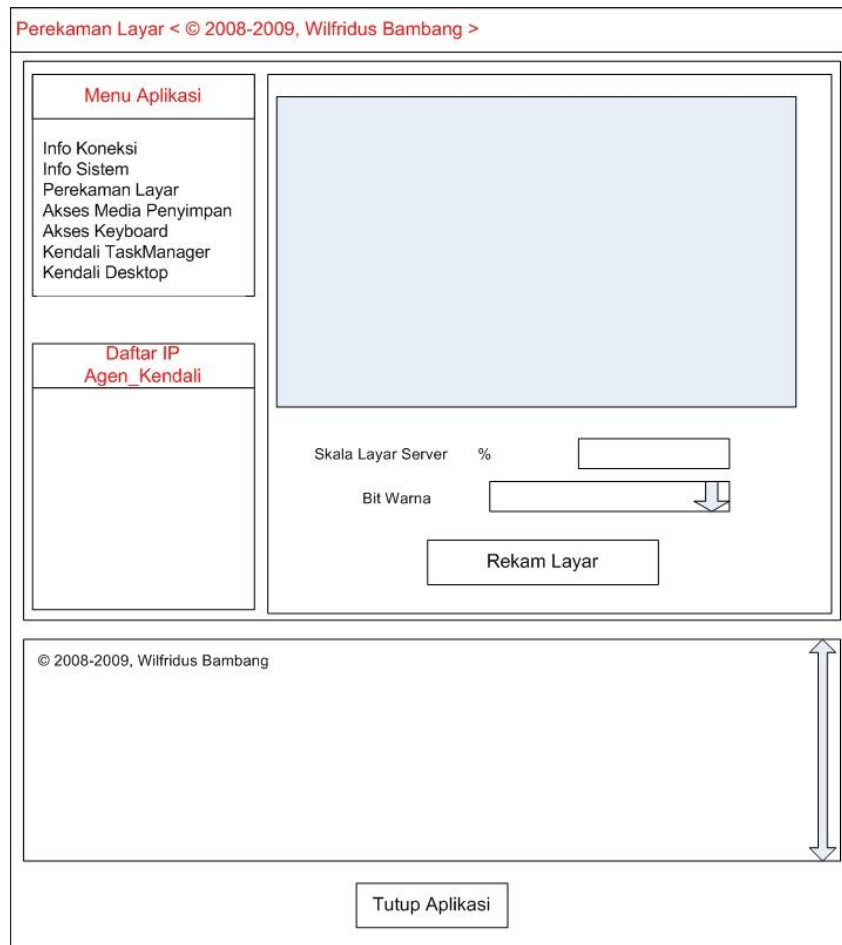 Perekaman Layar < © 2008-2009, Wilfridus Bambang >
Menu Aplikasi
Info Koneksi
Info Sistem
Perekaman Layar
Akses Media Penyimpan
Akses Keyboard
Kendali TaskManager
Kendali Desktop
Daftar IP
Agen_Kendali
Skala Layar Server %
Bit Warna
Rekam Layar
© 2008-2009, Wilfridus Bambang
Tutup Aplikasi